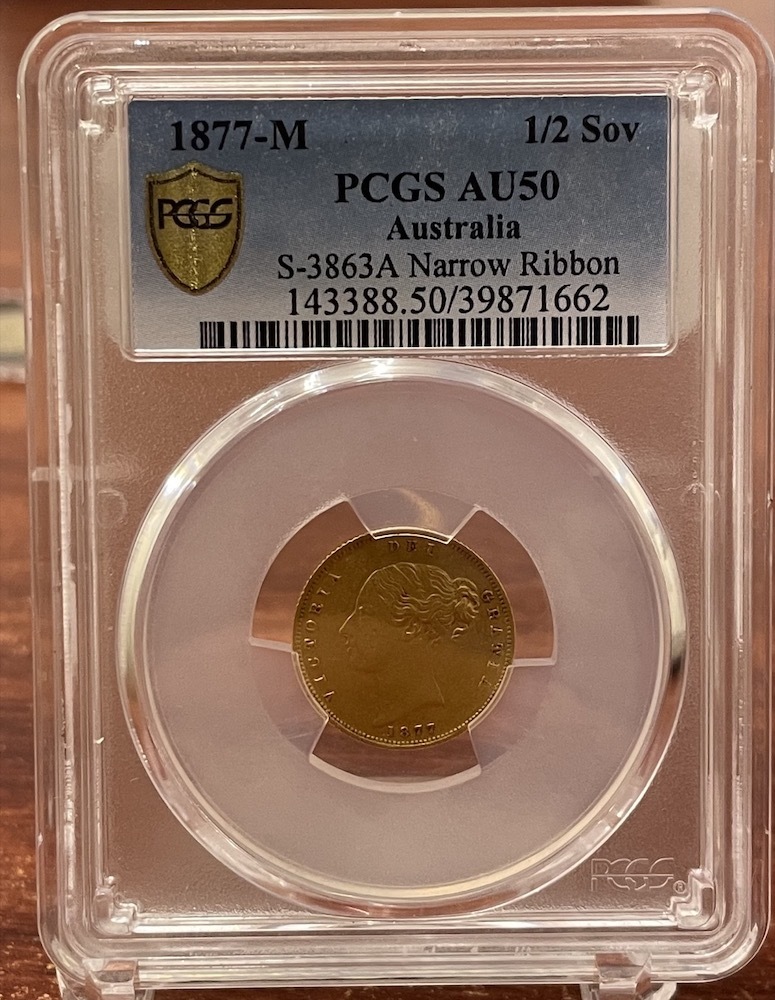 1877-M 1/2 Sov
PCGS
PCGS AU50
Australia
S-3863A Narrow Ribbon
143388.50/39871662
VICTORIA DEI GRATIA
1877
PCGS®